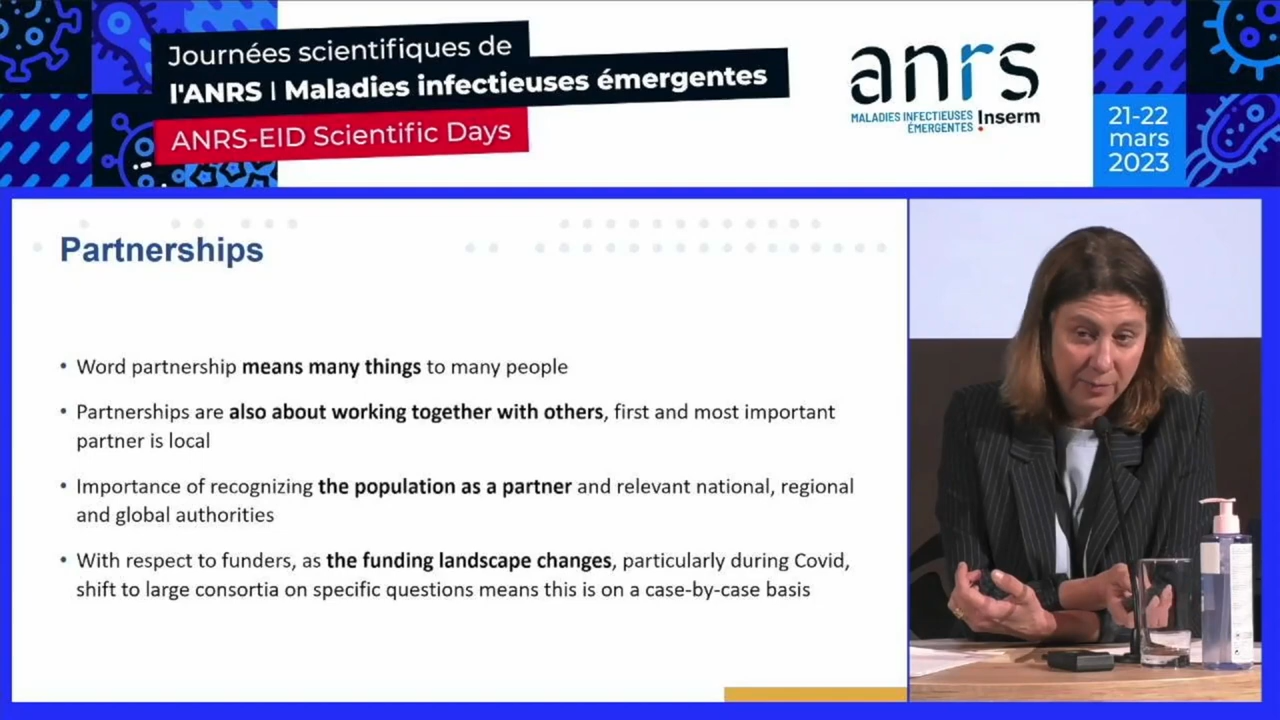 Journées scientifiques de
l'ANRS | Maladies infectieuses émergentes
ANRS-EID Scientific Days
anrs
MALADIES INFECTIEUSES
ÉMERGENTES
Inserm
21-22
mars
2023
Partnerships
• Word partnership means many things to many people
• Partnerships are also about working together with others, first and most important
partner is local
• Importance of recognizing the population as a partner and relevant national, regional
and global authorities
• With respect to funders, as the funding landscape changes, particularly during Covid,
shift to large consortia on specific questions means this is on a case-by-case basis